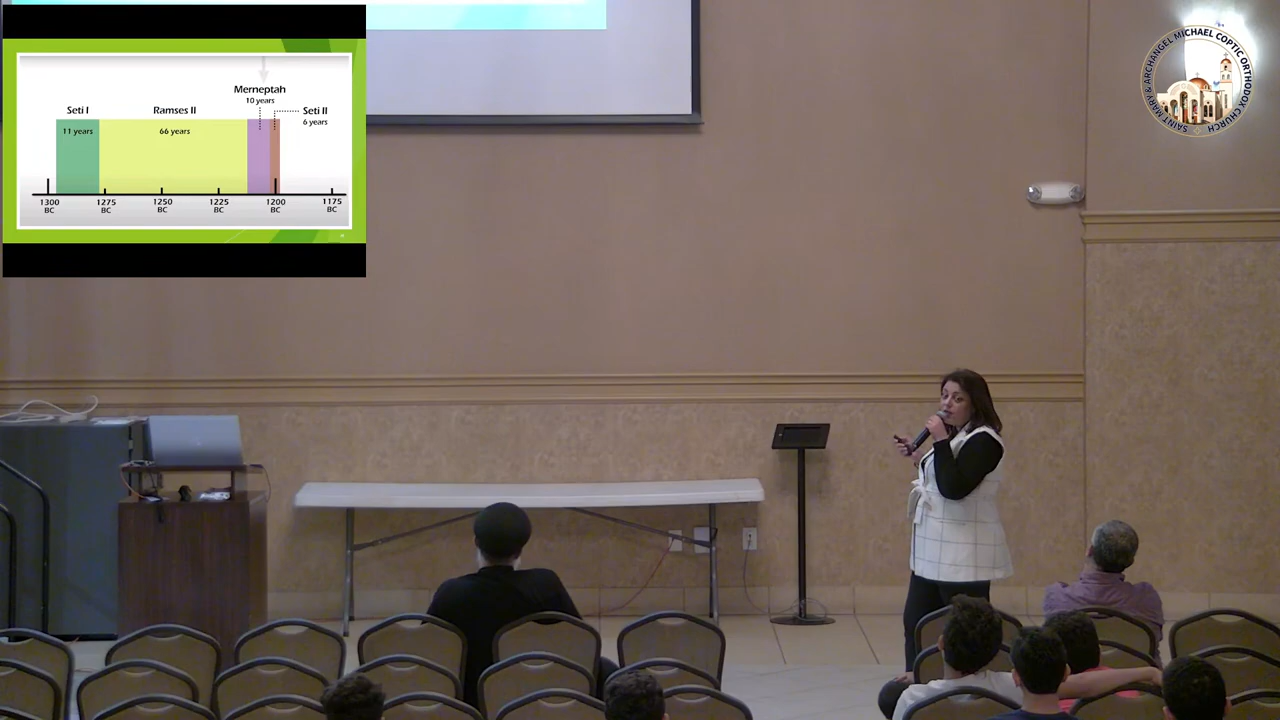 Merneptah
10 years
Seti I
Ramses II
Seti II
11 years
66 years
6 years
1300
BC
1275
BC
1250
BC
1225
BC
1200
BC
1175
BC
SAINT MARY & ARCHANGEL MICHAEL COPTIC ORTHODOX CHURCH